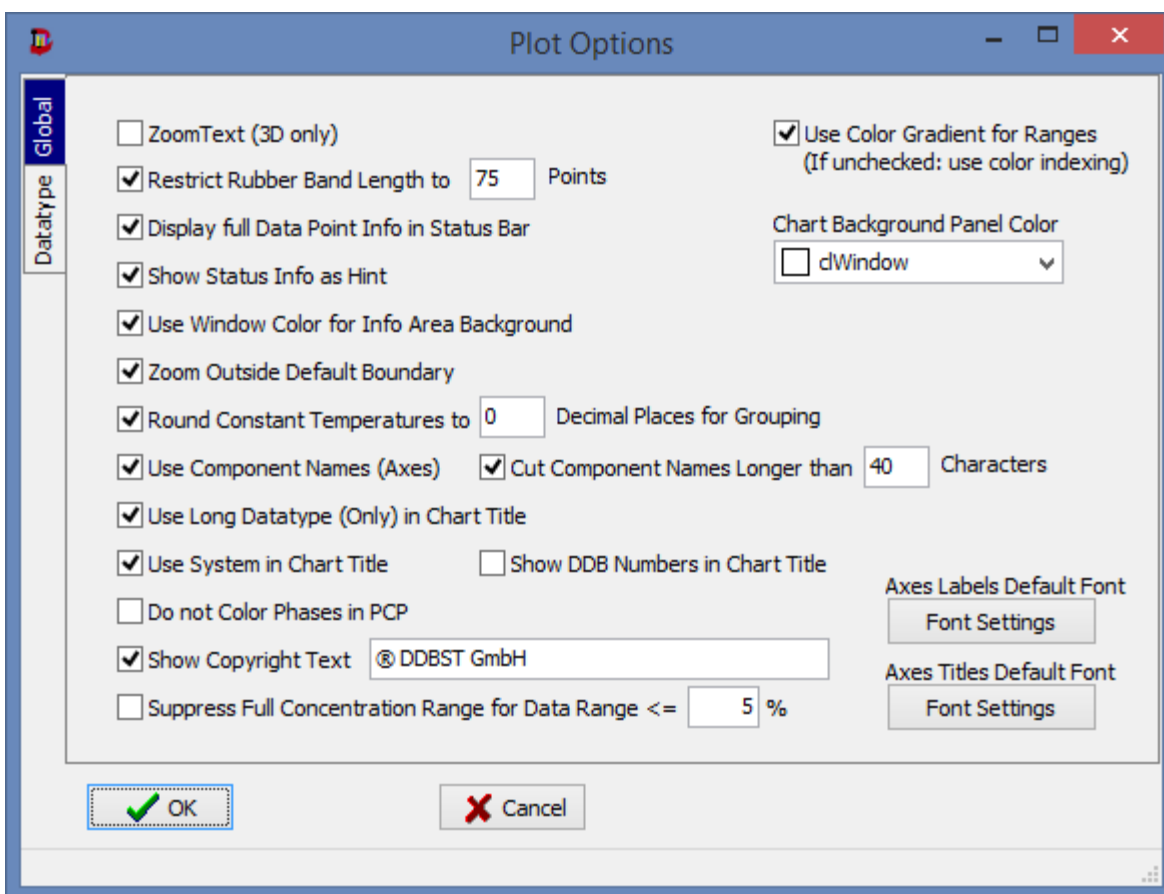 Plot Options
Global
Datatype
ZoomText (3D only)
Use Color Gradient for Ranges
(If unchecked: use color indexing)
Restrict Rubber Band Length to 75 Points
Display full Data Point Info in Status Bar
Chart Background Panel Color
clWindow
Show Status Info as Hint
Use Window Color for Info Area Background
Zoom Outside Default Boundary
Round Constant Temperatures to 0 Decimal Places for Grouping
Use Component Names (Axes) Cut Component Names Longer than 40 Characters
Use Long Datatype (Only) in Chart Title
Use System in Chart Title Show DDB Numbers in Chart Title
Axes Labels Default Font
Do not Color Phases in PCP
Font Settings
Show Copyright Text ® DDBST GmbH
Axes Titles Default Font
Suppress Full Concentration Range for Data Range <= 5 %
Font Settings
OK Cancel